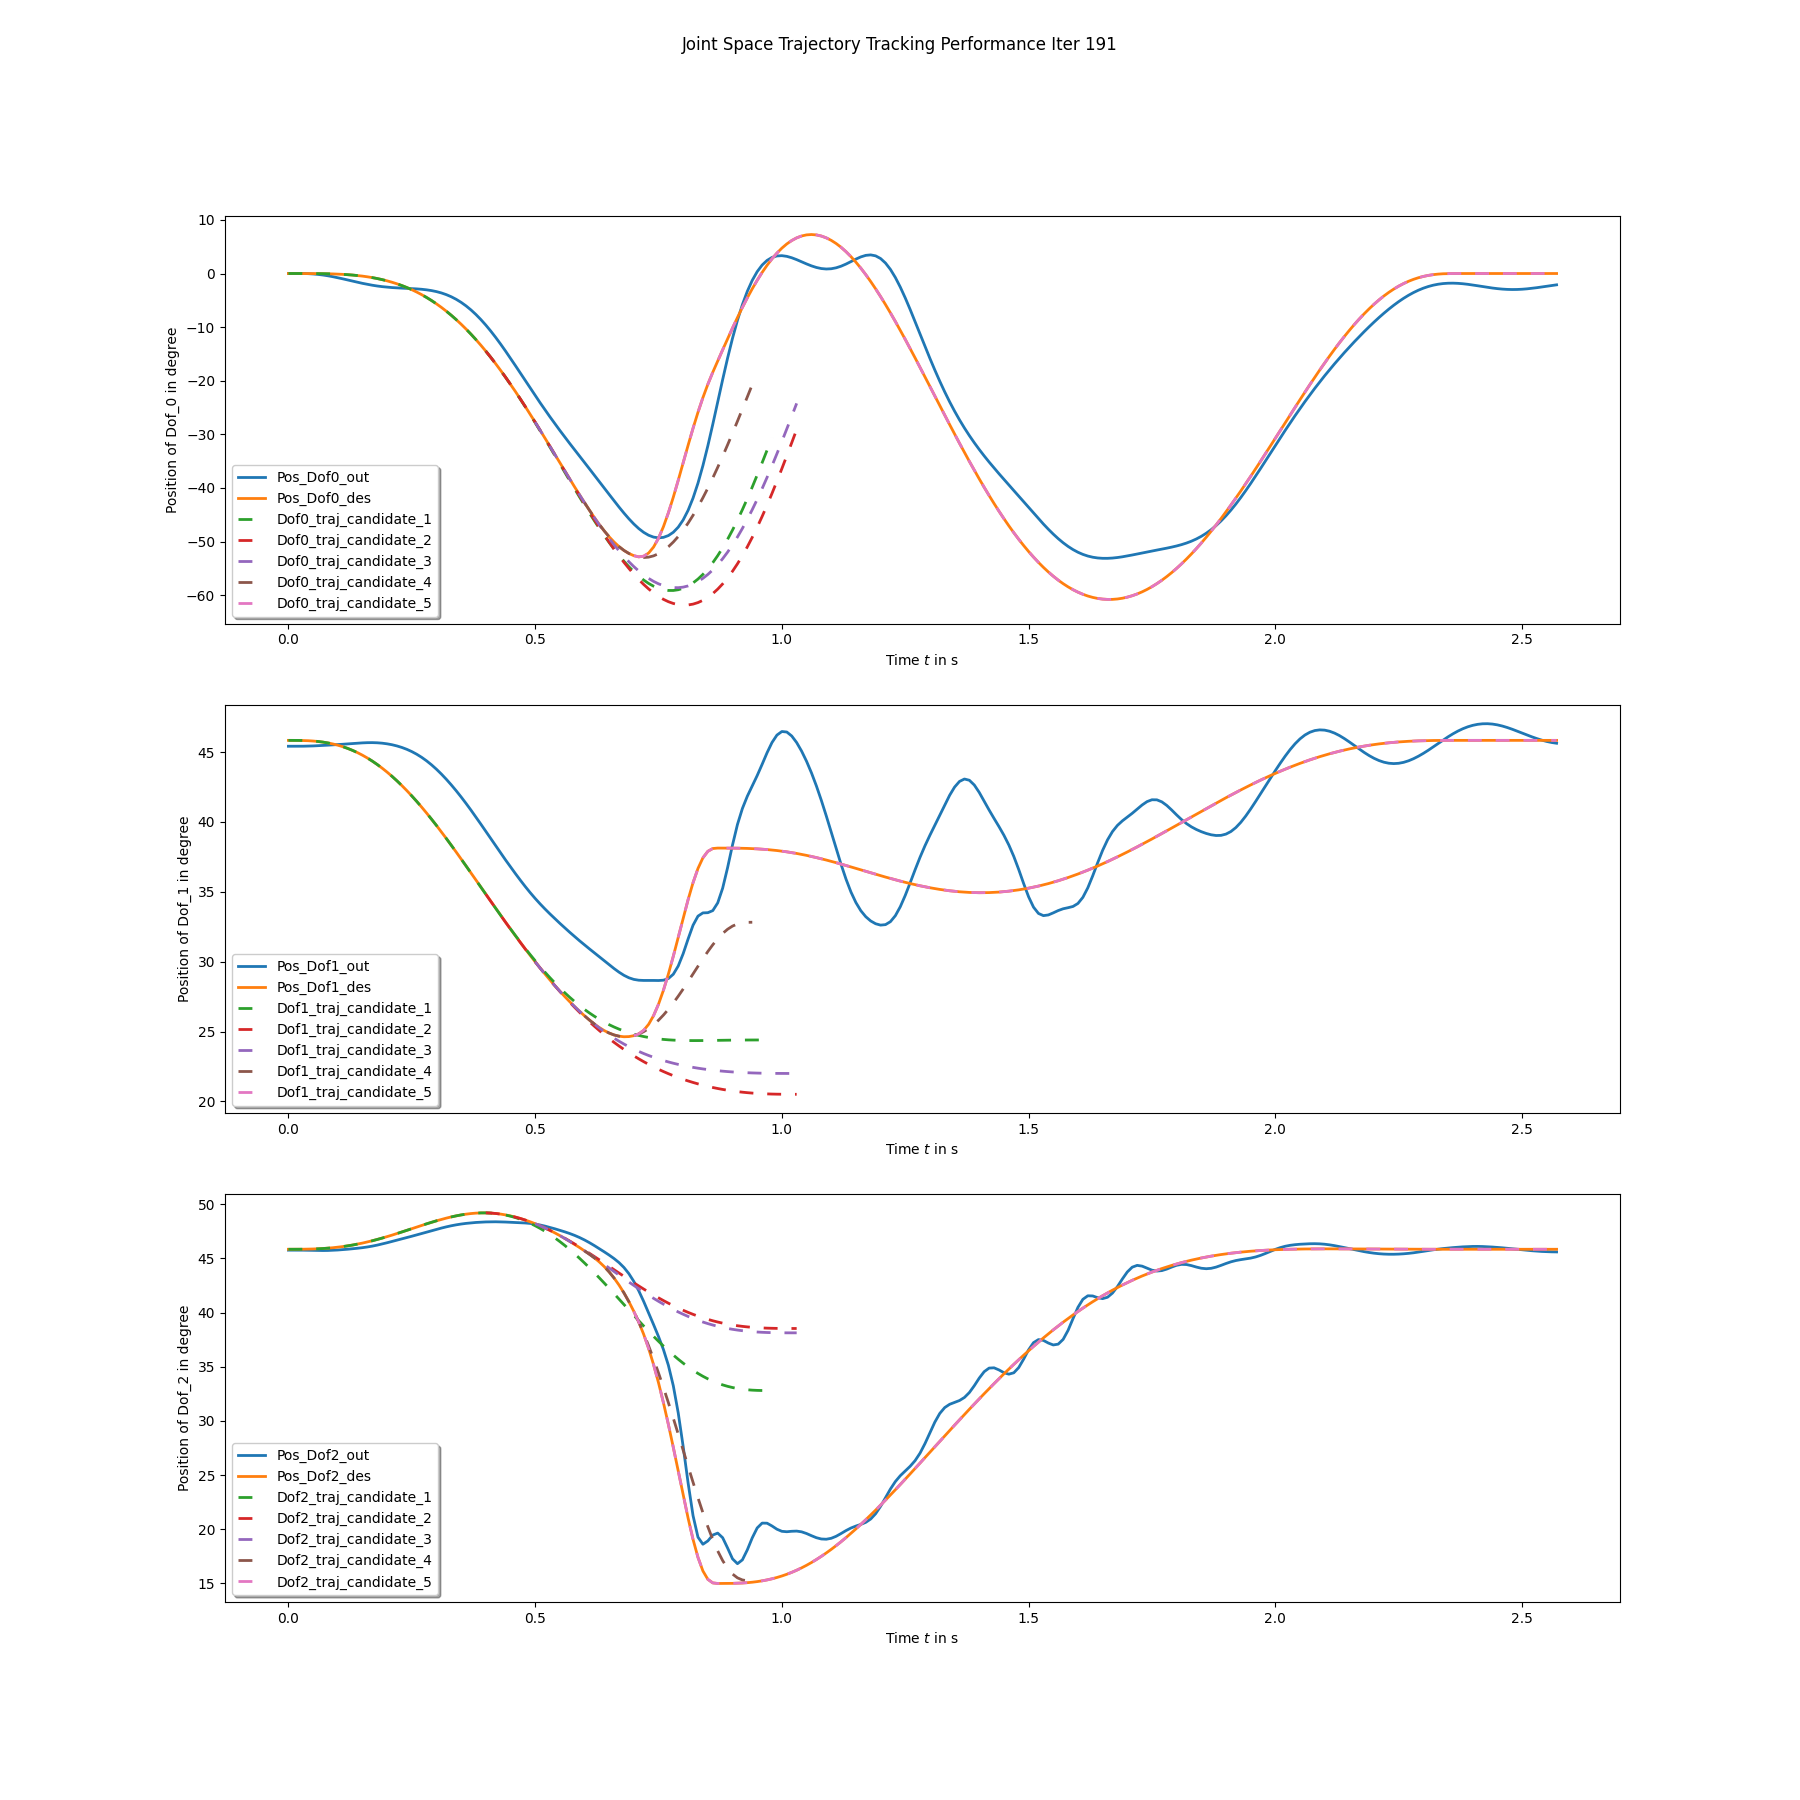 Joint Space Trajectory Tracking Performance Iter 191
10
0
−10
−20
−30
−40
−50
−60
Position of Dof_0 in degree
Pos_Dof0_out
Pos_Dof0_des
Dof0_traj_candidate_1
Dof0_traj_candidate_2
Dof0_traj_candidate_3
Dof0_traj_candidate_4
Dof0_traj_candidate_5
0.0 0.5 1.0 1.5 2.0 2.5
Time t in s
45
40
35
30
25
20
Position of Dof_1 in degree
Pos_Dof1_out
Pos_Dof1_des
Dof1_traj_candidate_1
Dof1_traj_candidate_2
Dof1_traj_candidate_3
Dof1_traj_candidate_4
Dof1_traj_candidate_5
0.0 0.5 1.0 1.5 2.0 2.5
Time t in s
50
45
40
35
30
25
20
15
Position of Dof_2 in degree
Pos_Dof2_out
Pos_Dof2_des
Dof2_traj_candidate_1
Dof2_traj_candidate_2
Dof2_traj_candidate_3
Dof2_traj_candidate_4
Dof2_traj_candidate_5
0.0 0.5 1.0 1.5 2.0 2.5
Time t in s